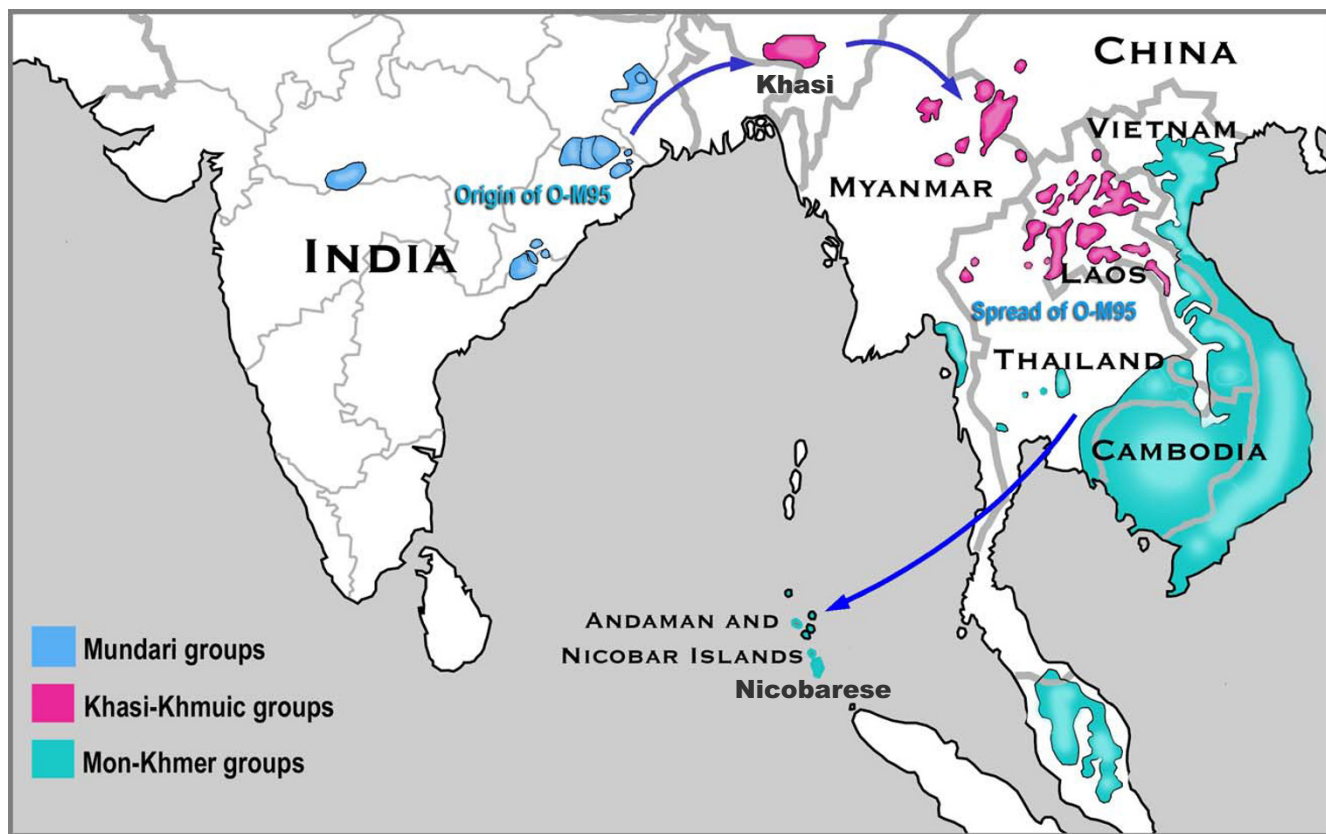 CHINA
Khasi
VIETNAM
MYANMAR
Origin of O-M95
INDIA
LAOS
Spread of O-M95
THAILAND
CAMBODIA
ANDAMAN AND
NICOBAR ISLANDS
Nicobarese
Mundari groups
Khasi-Khmuic groups
Mon-Khmer groups